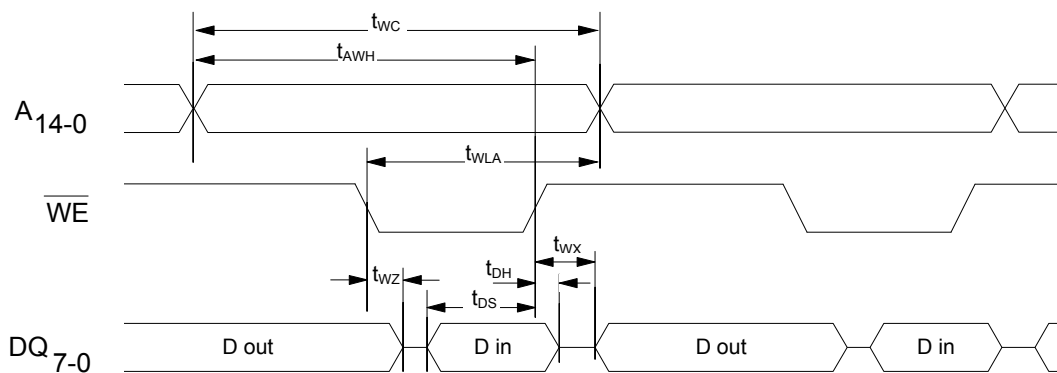 tWC
tAWH
A14-0
tWLA
WE
tWX
tDH
tWZ
tDS
DQ7-0
D out
D in
D out
D in